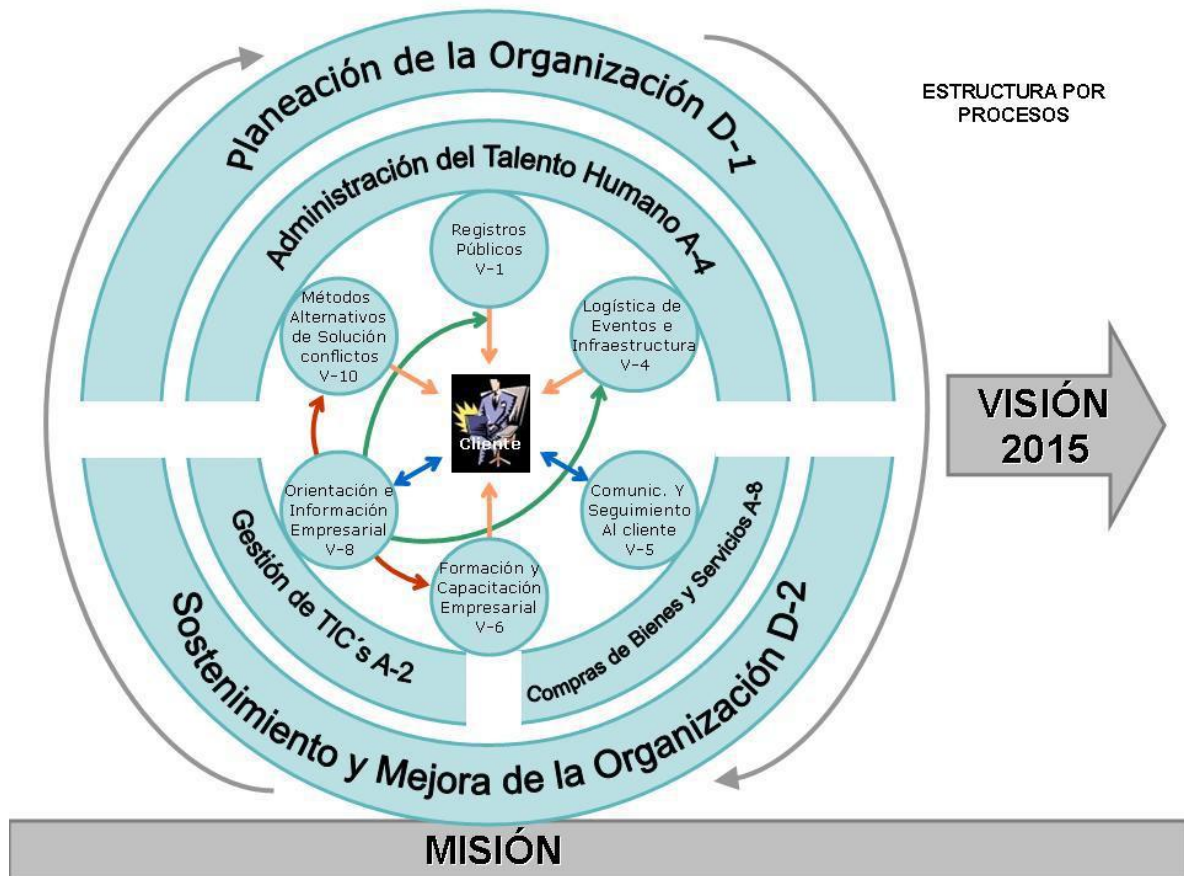 Planeación de la Organización D-1
ESTRUCTURA POR
PROCESOS
Administración del Talento Humano A-4
Registros
Públicos
V-1
Métodos
Alternativos
de Solución
conflictos
V-10
Logística de
Eventos e
Infraestructura
V-4
Cliente
VISIÓN
2015
Orientación e
Información
Empresarial
V-8
Comunic. Y
Seguimiento
Al cliente
V-5
Formación y
Capacitación
Empresarial
V-6
Gestión de TIC´s A-2
Compras de Bienes y Servicios A-8
Sostenimiento y Mejora de la Organización D-2
MISIÓN